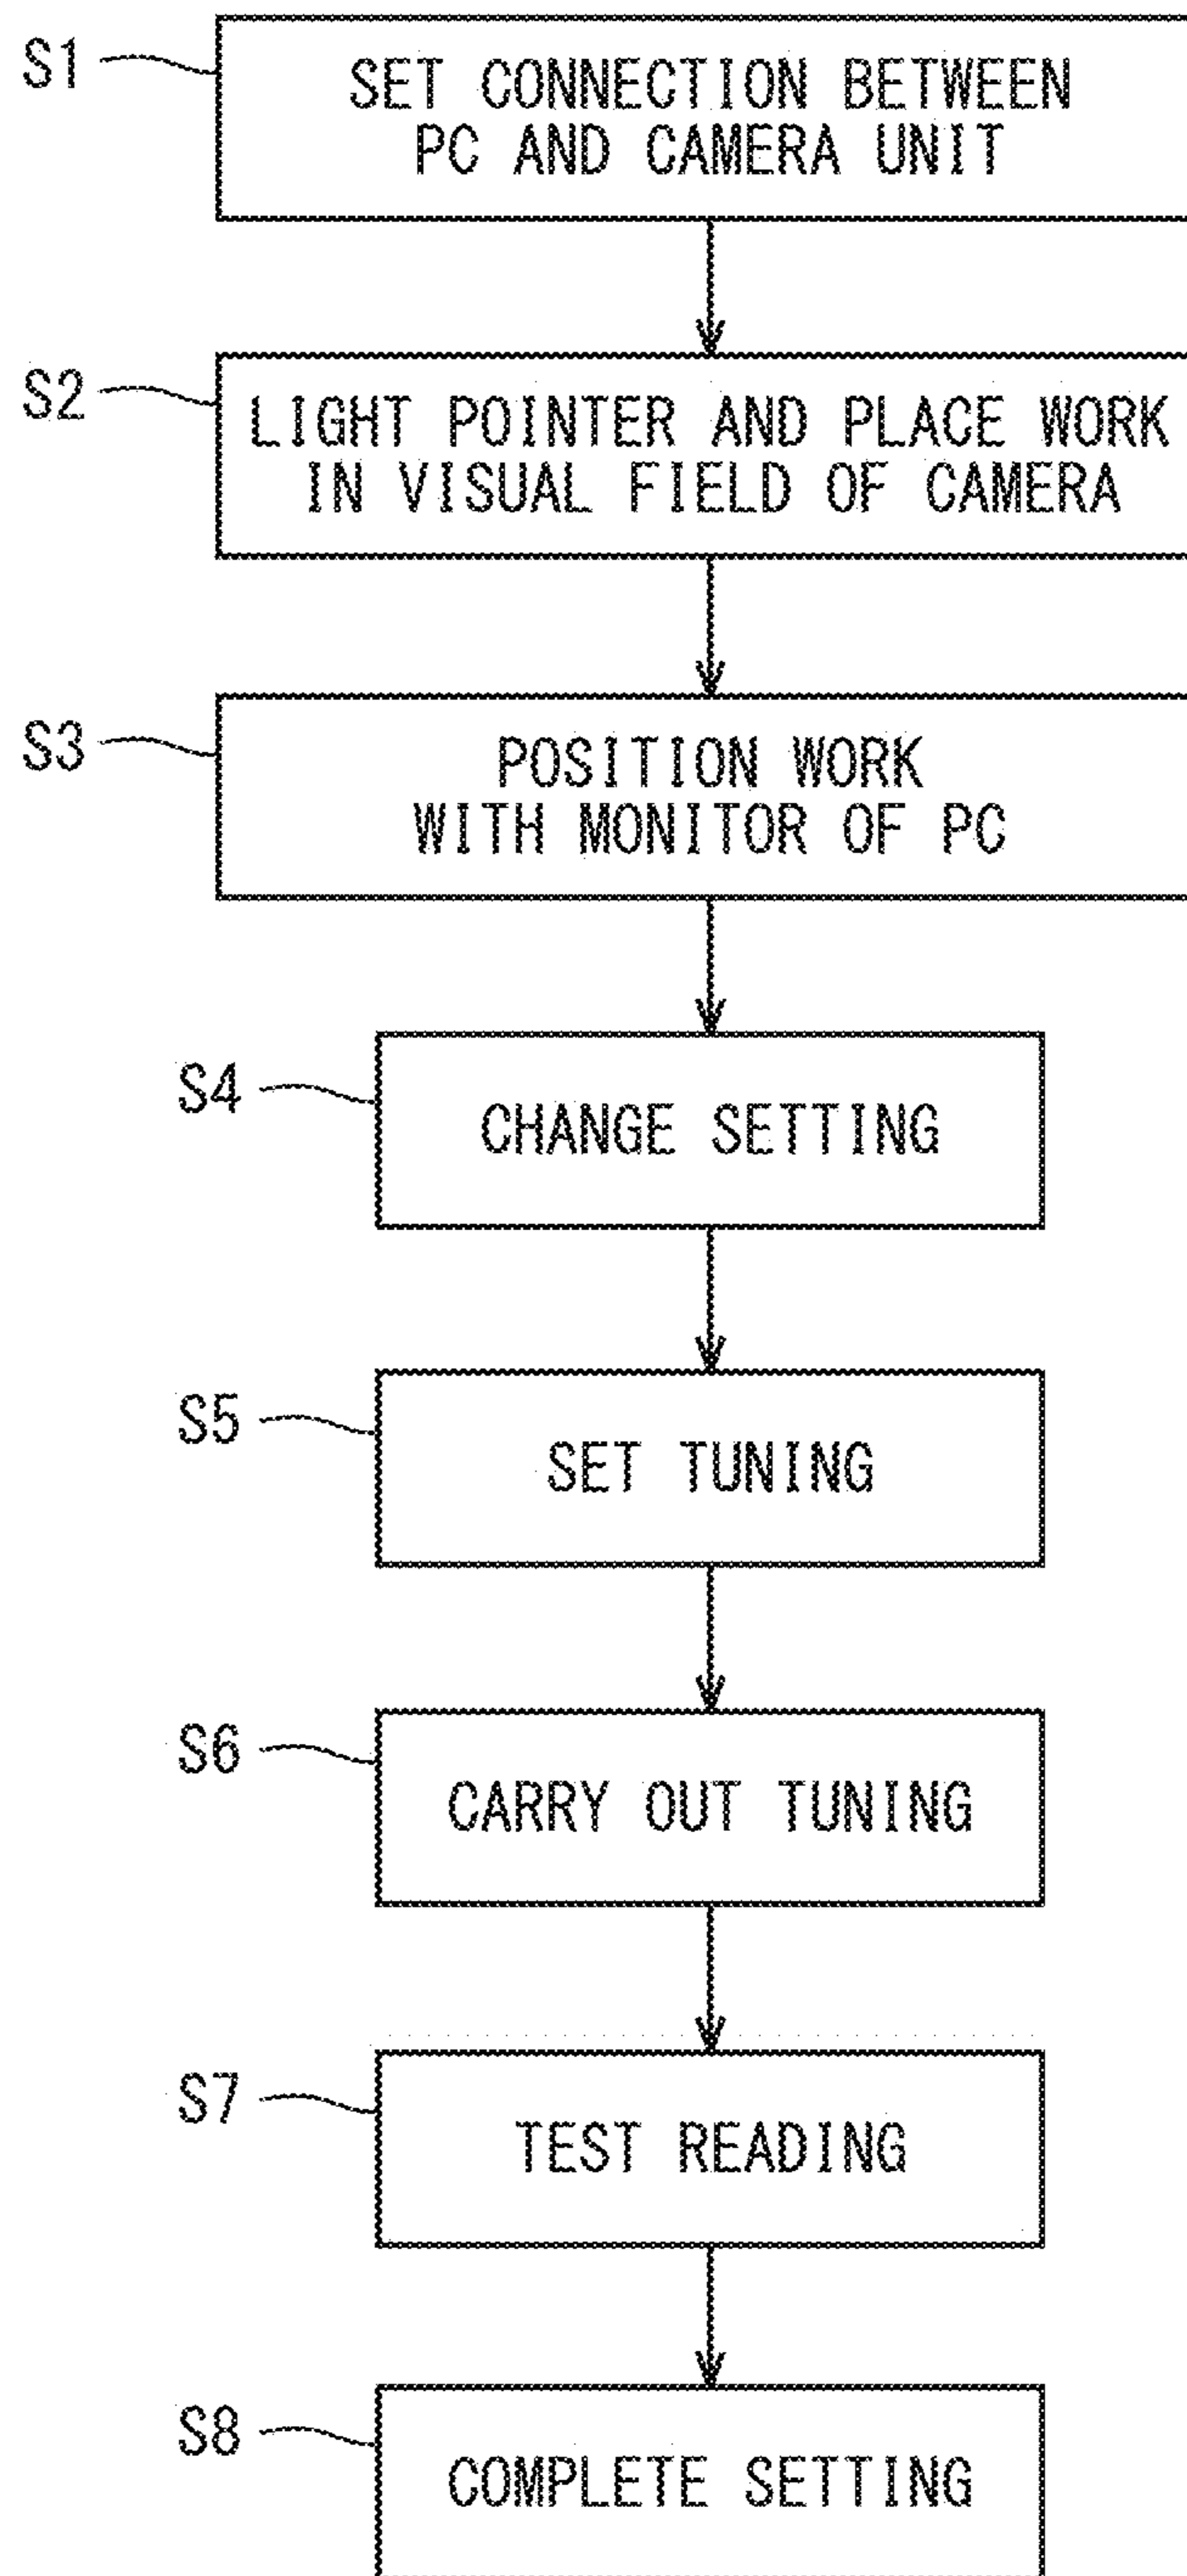 S1
SET CONNECTION BETWEEN
PC AND CAMERA UNIT
S2
LIGHT POINTER AND PLACE WORK
IN VISUAL FIELD OF CAMERA
S3
POSITION WORK
WITH MONITOR OF PC
S4
CHANGE SETTING
S5
SET TUNING
S6
CARRY OUT TUNING
S7
TEST READING
S8
COMPLETE SETTING